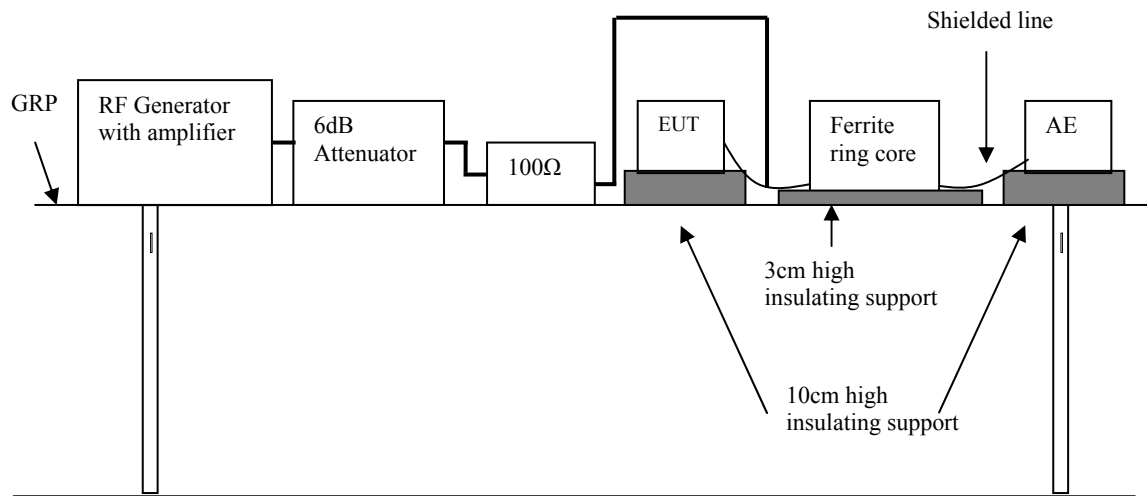 Shielded line
GRP
RF Generator
with amplifier
6dB
Attenuator
100Ω
EUT
Ferrite
ring core
AE
3cm high
insulating support
10cm high
insulating support